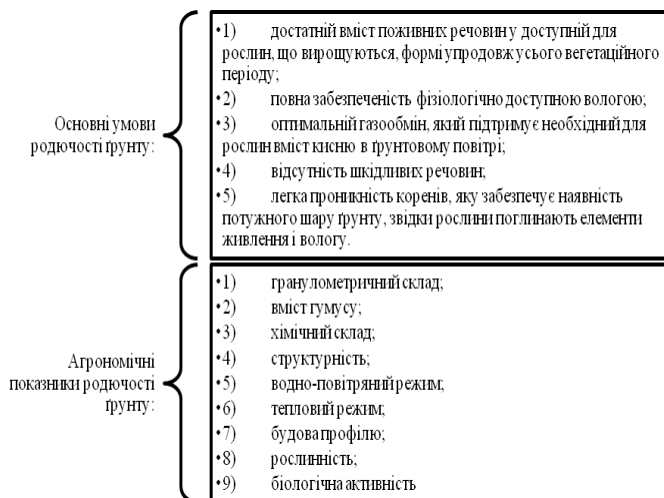 Основні умови
родючості ґрунту:
•1) достатній вміст поживних речовин у доступній для
рослин, що вирощуються, формі упродовж усього вегетаційного
періоду;
•2) повна забезпеченість фізіологічно доступною вологою;
•3) оптимальній газообмін, який підтримує необхідний для
рослин вміст кисню в ґрунтовому повітрі;
•4) відсутність шкідливих речовин;
•5) легка проникність коренів, яку забезпечує наявність
потужного шару ґрунту, звідки рослини поглинають елементи
живлення і вологу.
Агрономічні
показники родючості
ґрунту:
•1) гранулометричний склад;
•2) вміст гумусу;
•3) хімічний склад;
•4) структурність;
•5) водно-повітряний режим;
•6) тепловий режим;
•7) будова профілю;
•8) рослинність;
•9) біологічна активність